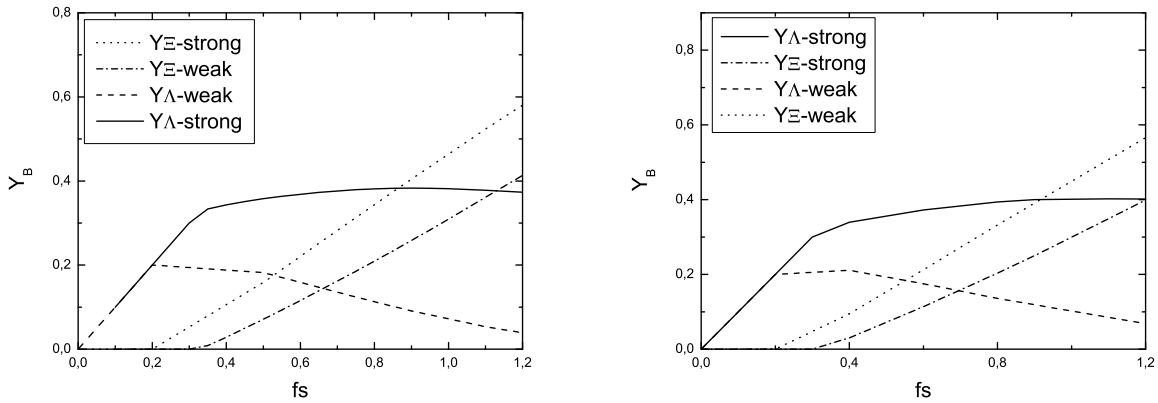 YΞ-strong
YΞ-weak
YΛ-weak
YΛ-strong
0,8
0,6
0,4
0,2
0,0
Y_B
0,0 0,2 0,4 0,6 0,8 1,0 1,2
fs
YΛ-strong
YΞ-strong
YΛ-weak
YΞ-weak
0,8
0,6
0,4
0,2
0,0
Y_B
0,0 0,4 0,8 1,2
fs